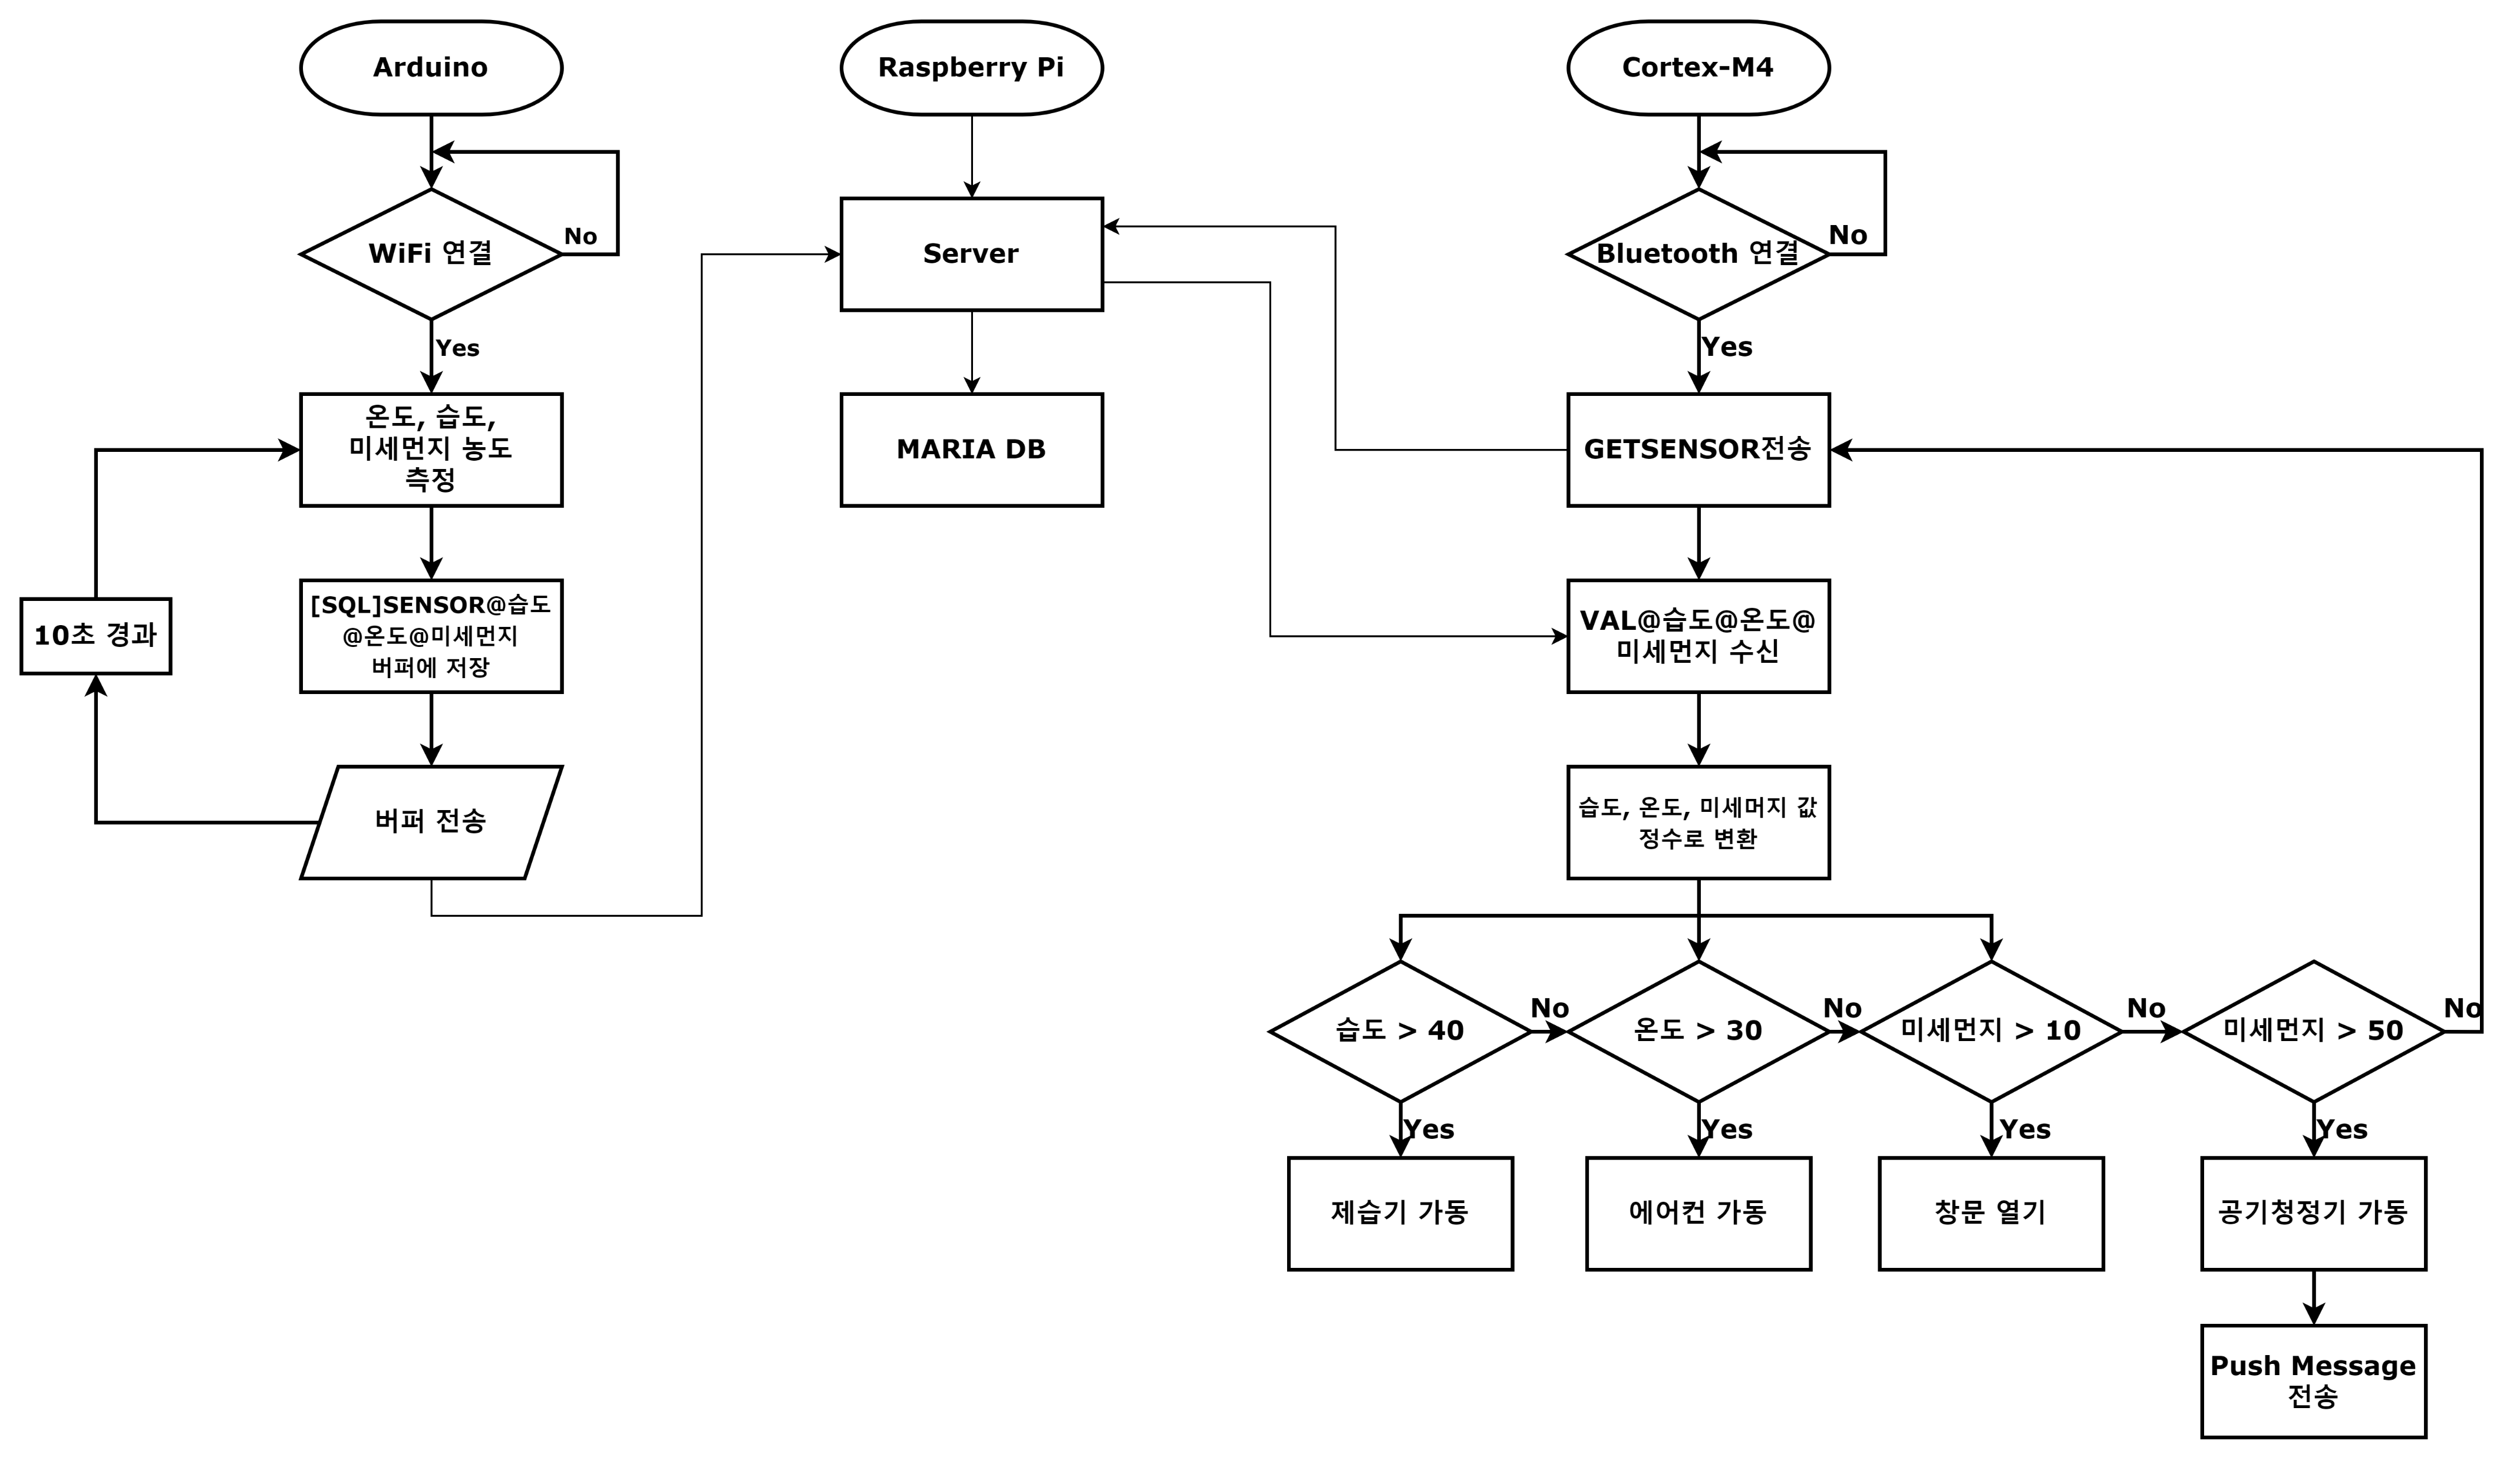 Arduino
WiFi 연결
No
Yes
온도, 습도,
미세먼지 농도
측정
10초 경과
[SQL]SENSOR@습도
@온도@미세먼지
버퍼에 저장
버퍼 전송
Raspberry Pi
Server
MARIA DB
Cortex-M4
Bluetooth 연결
No
Yes
GETSENSOR전송
VAL@습도@온도@
미세먼지 수신
습도, 온도, 미세머지 값
정수로 변환
습도 > 40
No
온도 > 30
No
미세먼지 > 10
No
미세먼지 > 50
No
Yes
Yes
Yes
Yes
제습기 가동
에어컨 가동
창문 열기
공기청정기 가동
Push Message
전송